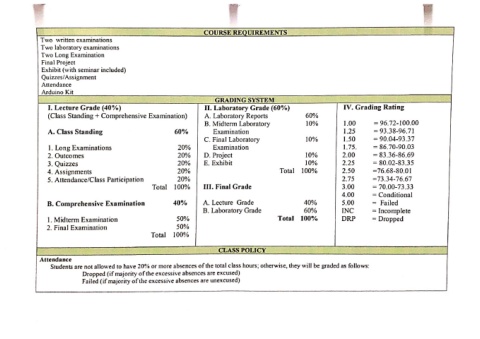 COURSE REQUIREMENTS
Two written examinations
Two laboratory examinations
Two Long Examination
Final Project
Exhibit (with seminar included)
Quizzes/Assignment
Attendance
Arduino Kit
GRADING SYSTEM
I. Lecture Grade (40%)
(Class Standing + Comprehensive Examination)
A. Class Standing 60%
1. Long Examinations 20%
2. Outcomes 20%
3. Quizzes 20%
4. Assignments 20%
5. Attendance/Class Participation 20%
Total 100%
B. Comprehensive Examination 40%
1. Midterm Examination 50%
2. Final Examination 50%
Total 100%
II. Laboratory Grade (60%)
A. Laboratory Reports 60%
B. Midterm Laboratory 10%
Examination
C. Final Laboratory 10%
Examination
D. Project 10%
E. Exhibit 10%
Total 100%
III. Final Grade
A. Lecture Grade 40%
B. Laboratory Grade 60%
Total 100%
IV. Grading Rating
1.00 = 96.72-100.00
1.25 = 93.38-96.71
1.50 = 90.04-93.37
1.75. = 86.70-90.03
2.00 = 83.36-86.69
2.25 = 80.02-83.35
2.50 =76.68-80.01
2.75 =73.34-76.67
3.00 = 70.00-73.33
4.00 = Conditional
5.00 = Failed
INC = Incomplete
DRP = Dropped
CLASS POLICY
Attendance
Students are not allowed to have 20% or more absences of the total class hours; otherwise, they will be graded as follows:
Dropped (if majority of the excessive absences are excused)
Failed (if majority of the excessive absences are unexcused)